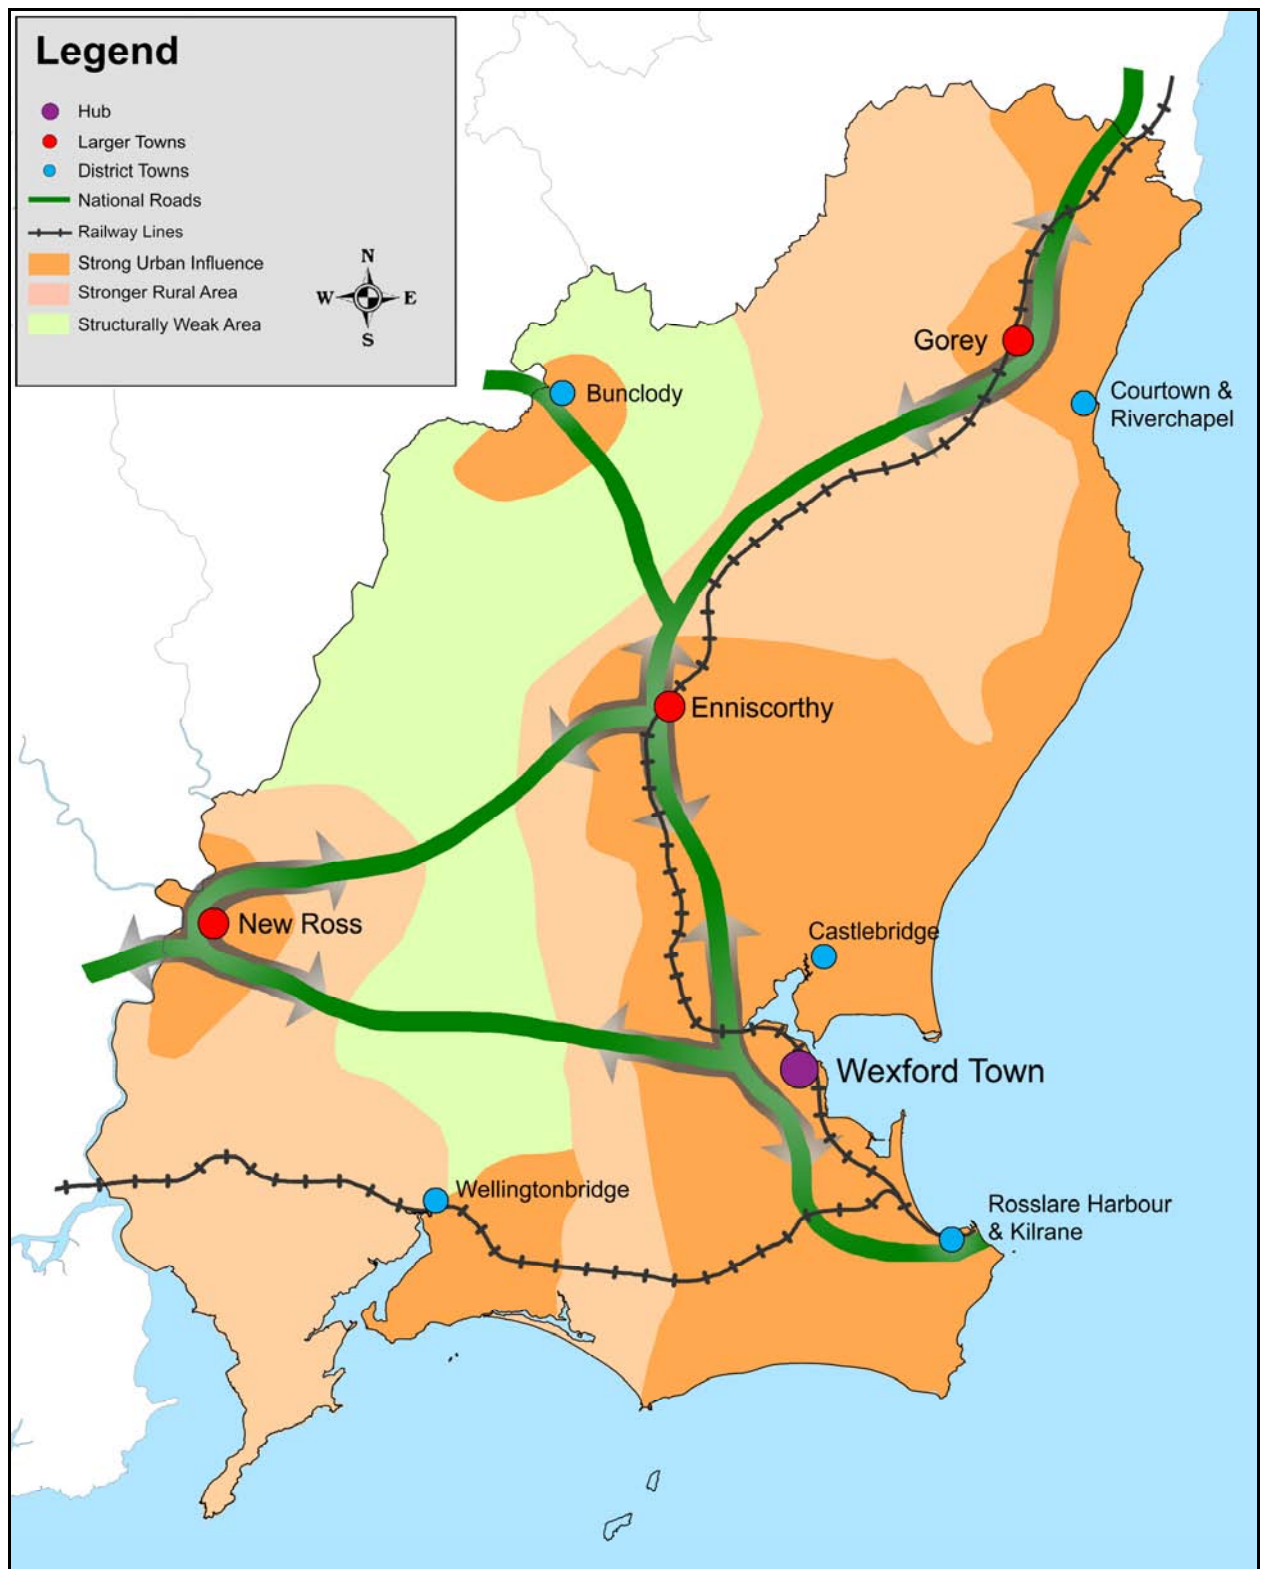 Legend
Hub
Larger Towns
District Towns
National Roads
Railway Lines
Strong Urban Influence
Stronger Rural Area
Structurally Weak Area
N
W E
S
Gorey
Bunclody
Courtown &
Riverchapel
Enniscorthy
New Ross
Castlebridge
Wexford Town
Wellingtonbridge
Rosslare Harbour
& Kilrane